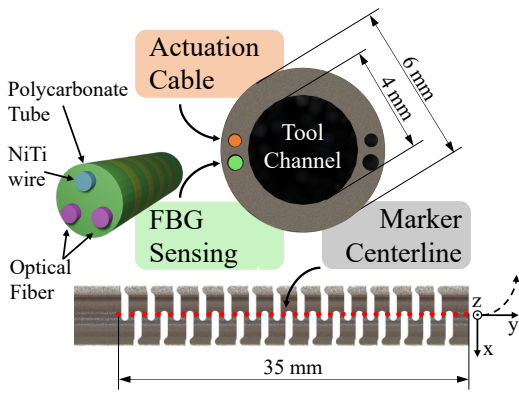 Actuation
Cable
6 mm
4 mm
Polycarbonate
Tube
NiTi
wire
Tool
Channel
FBG
Sensing
Marker
Centerline
Optical
Fiber
z
y
x
35 mm